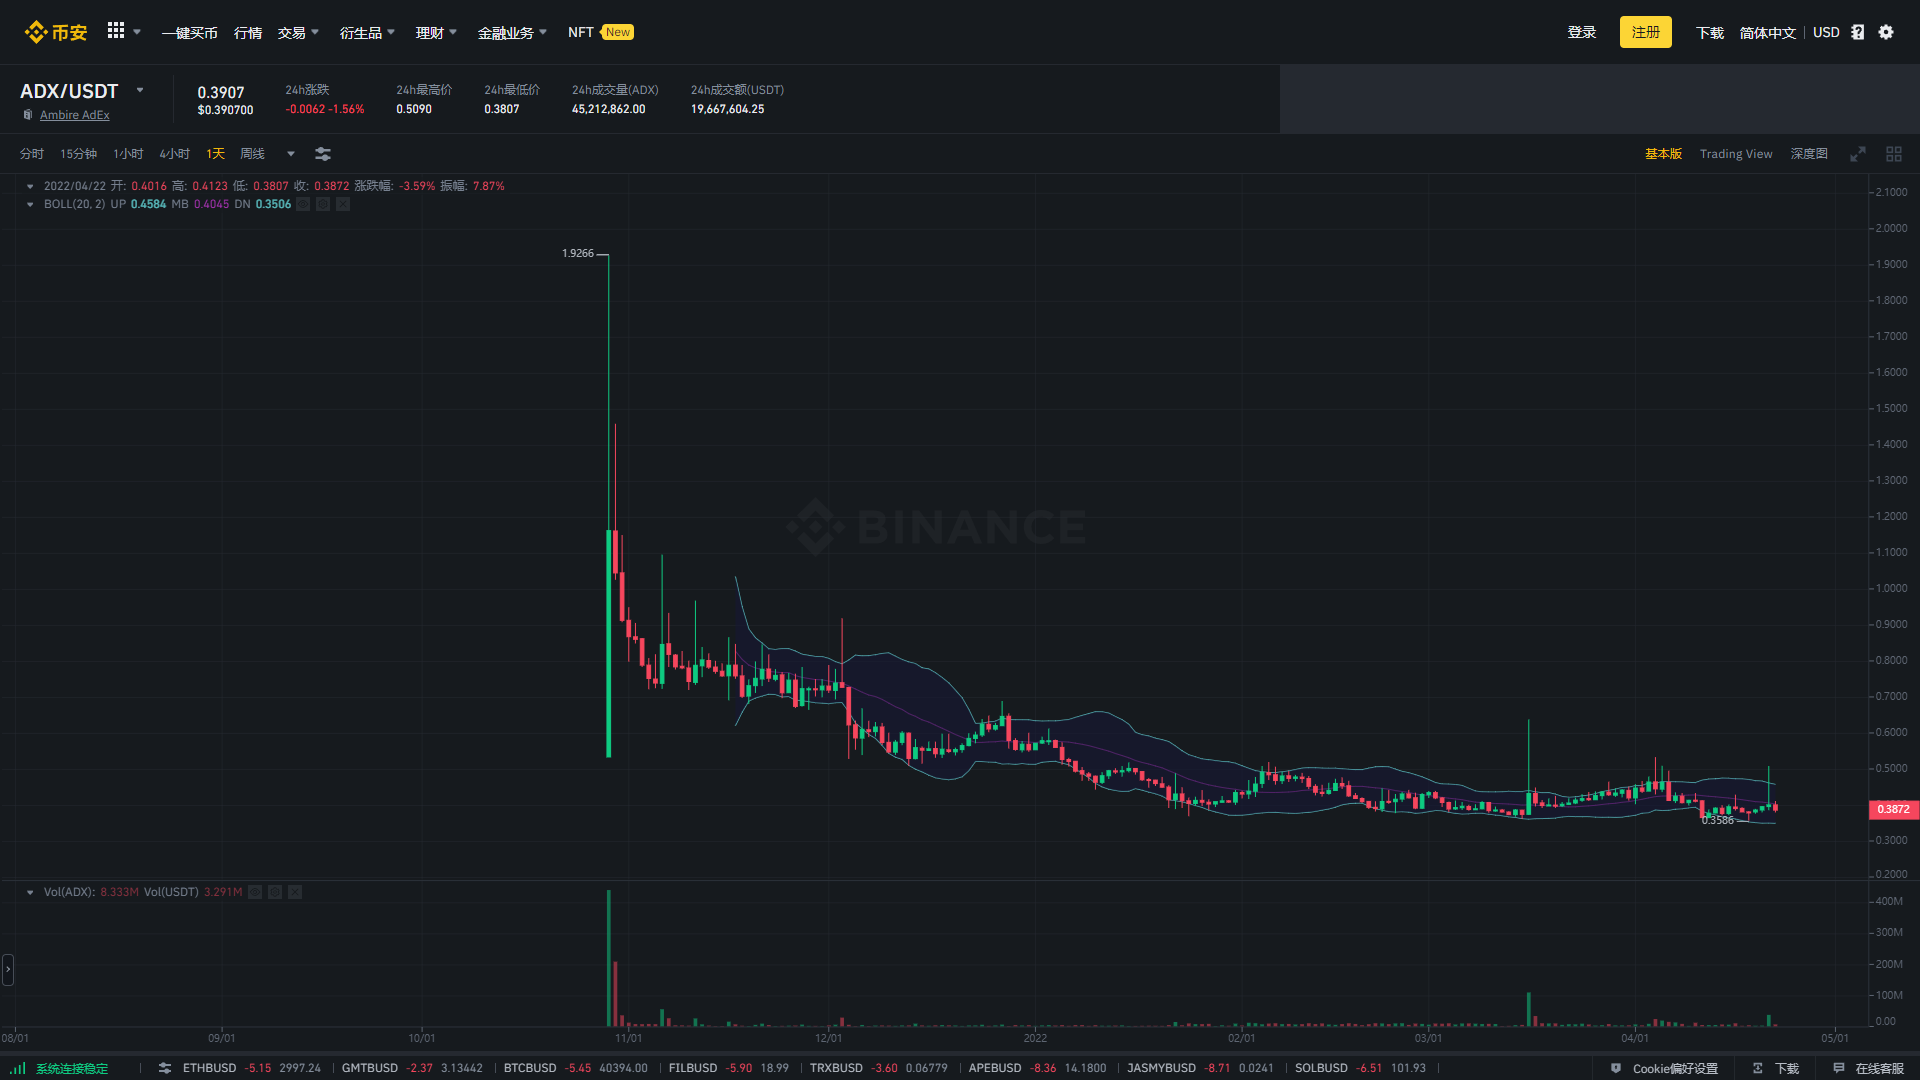 币安 一键买币 行情 交易 衍生品 理财 金融业务 NFT New 登录 注册 下载 简体中文 USD
ADX/USDT
Ambire AdEx
0.3907
$0.390700
24h涨跌
-0.0062 -1.56%
24h最高价
0.5090
24h最低价
0.3807
24h成交量(ADX)
45,212,862.00
24h成交额(USDT)
19,667,604.25
分时 15分钟 1小时 4小时 1天 周线 基本版 Trading View 深度图
2022/04/22 开: 0.4016 高: 0.4123 低: 0.3807 收: 0.3872 涨跌幅: -3.59% 振幅: 7.87%
BOLL(20, 2) UP 0.4584 MB 0.4045 DN 0.3506
1.9266
BINANCE
0.3586
2.1000
2.0000
1.9000
1.8000
1.7000
1.6000
1.5000
1.4000
1.3000
1.2000
1.1000
1.0000
0.9000
0.8000
0.7000
0.6000
0.5000
0.3872
0.3000
0.2000
Vol(ADX): 8.333M Vol(USDT) 3.291M
400M
300M
200M
100M
0.00
08/01 09/01 10/01 11/01 12/01 2022 02/01 03/01 04/01 05/01
系统连接稳定 ETHBUSD -5.15 2997.24 GMTBUSD -2.37 3.13442 BTCBUSD -5.45 40394.00 FILBUSD -5.90 18.99 TRXBUSD -3.60 0.06779 APEBUSD -8.36 14.1800 JASMYBUSD -8.71 0.0241 SOLBUSD -6.51 101.93 Cookie偏好设置 下载 在线客服